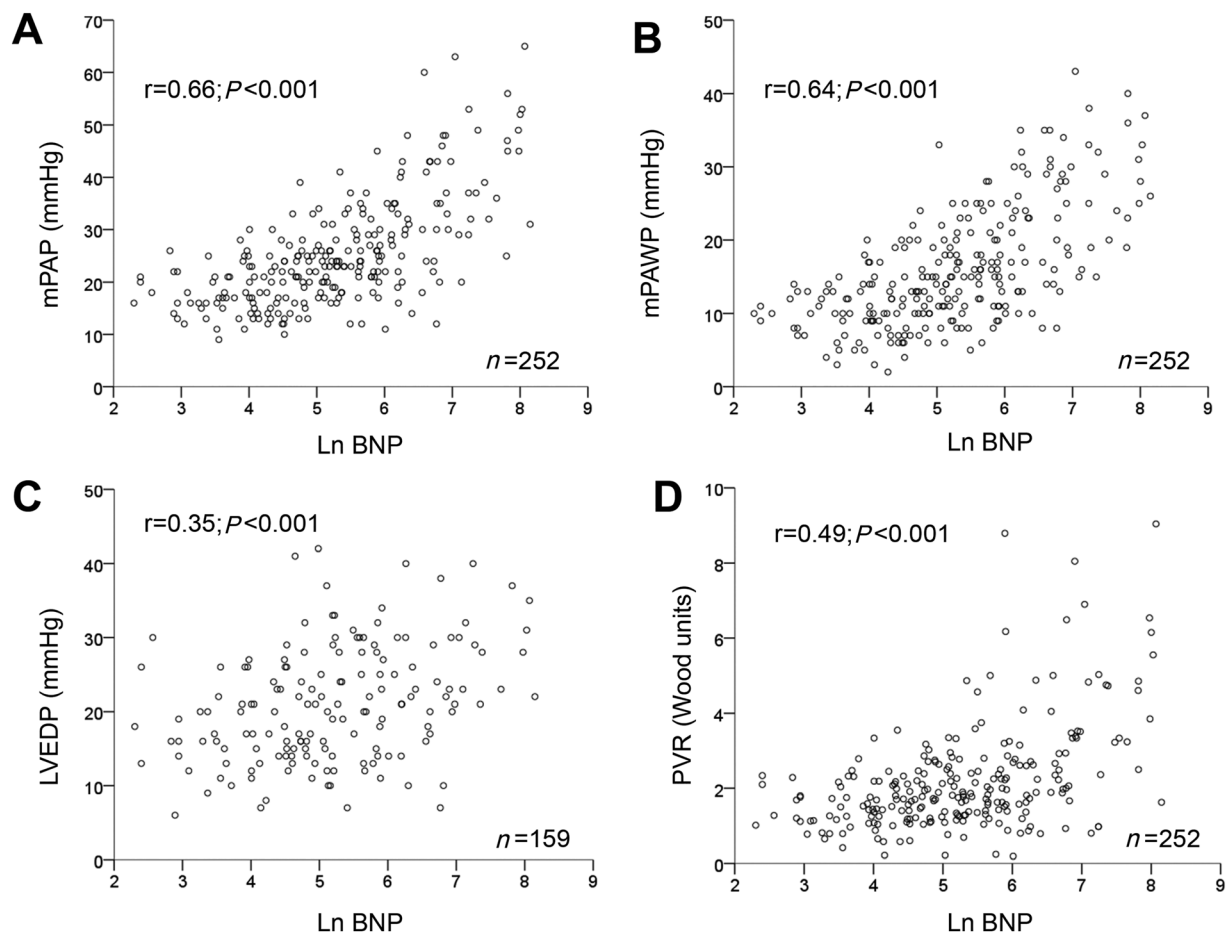 A
mPAP (mmHg)
70
60
50
40
30
20
10
0
r=0.66; P<0.001
n=252
2 3 4 5 6 7 8 9
Ln BNP
B
mPAWP (mmHg)
50
40
30
20
10
0
r=0.64; P<0.001
n=252
2 3 4 5 6 7 8 9
Ln BNP
C
LVEDP (mmHg)
50
40
30
20
10
0
r=0.35; P<0.001
n=159
2 3 4 5 6 7 8 9
Ln BNP
D
PVR (Wood units)
10
8
6
4
2
0
r=0.49; P<0.001
n=252
2 3 4 5 6 7 8 9
Ln BNP